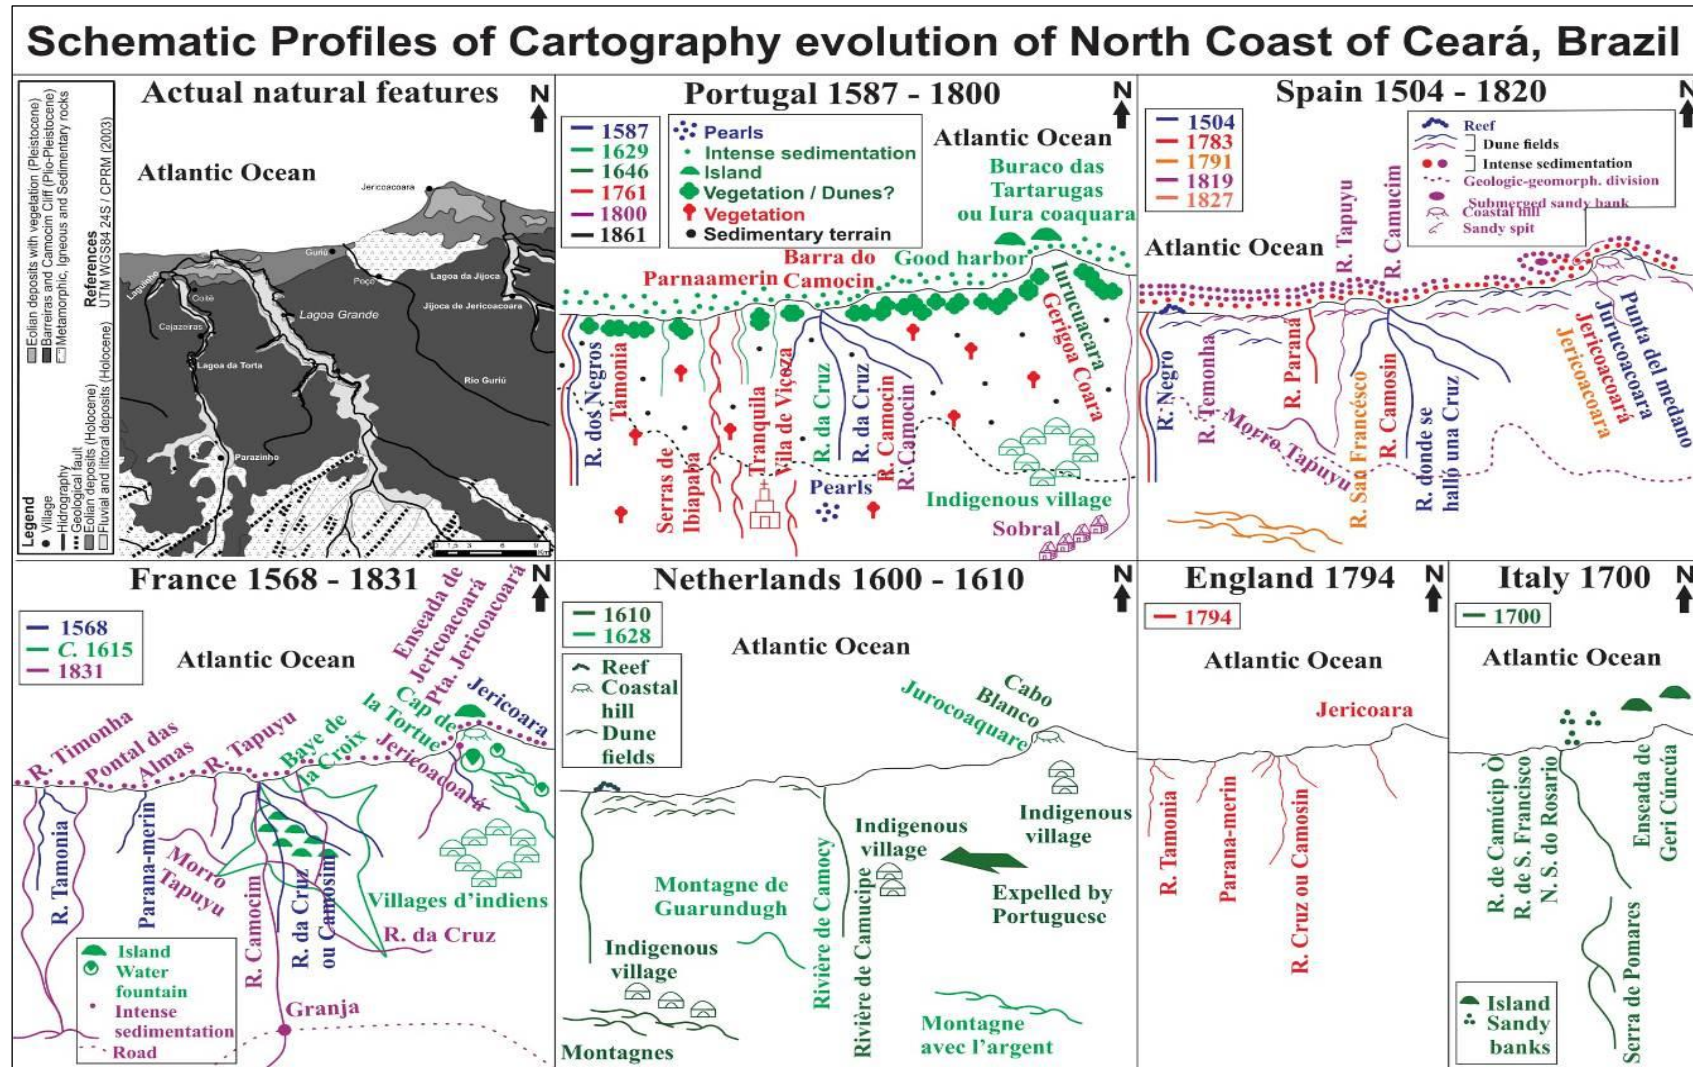 Schematic Profiles of Cartography evolution of North Coast of Ceará, Brazil
Actual natural features
N
Atlantic Ocean
Jericoacoara
Guriú
Poço
Lagoa da Jijoca
Jijoca de Jericoacoara
Lagoa Grande
Rio Guriú
Laguinho
Coité
Cajazeiras
Lagoa da Torta
Parazinho
Legend
Village
Hydrography
Geological fault
Eolian deposits (Holocene)
Fluvial and littoral deposits (Holocene)
Eolian deposits with vegetation (Pleistocene)
Barreiras and Camocim Cliff (Plio-Pleistocene)
Metamorphic, Igneous and Sedimentary rocks
References
UTM WGS84 24S / CPRM (2003)
Portugal 1587 - 1800
N
1587
1629
1646
1761
1800
1861
Pearls
Intense sedimentation
Island
Vegetation / Dunes?
Vegetation
Sedimentary terrain
Atlantic Ocean
Buraco das
Tartarugas
ou Iura coaquara
Good harbor
Barra do
Camocin
Parnaamerin
Iurucuacara
Gerigoa Coara
R. dos Negros
Tamonia
Serras de
Ibiapaba
Tranquila
Vila de Viçoza
R. da Cruz
R. da Cruz
R. Camocin
R. Camocin
Pearls
Indigenous village
Sobral
Spain 1504 - 1820
N
1504
1783
1791
1819
1827
Reef
Dune fields
Intense sedimentation
Geologic-geomorph. division
Submerged sandy bank
Coastal hill
Sandy spit
Atlantic Ocean
R. Tapuyu
R. Camucim
R. Negro
R. Temonha
R. Paraná
Morro Tapuyu
R. San Francésco
R. Camosin
R. donde se
halló una Cruz
Jericoacoara
Jericoacoará
Jurucoacoara
Punta del medano
France 1568 - 1831
N
1568
C. 1615
1831
Atlantic Ocean
Enseada de
Jericoacoará
Pta. Jericoacoará
Cap de
la Tortue
Jericoara
Jericoacoará
R. Timonha
Pontal das
Almas
R. Tapuyu
Baye de
la Croix
R. Tamonia
Parana-merin
Morro
Tapuyu
R. Camocim
R. da Cruz
ou Camosim
Villages d'indiens
R. da Cruz
Granja
Island
Water
fountain
Intense
sedimentation
Road
Netherlands 1600 - 1610
N
1610
1628
Reef
Coastal
hill
Dune
fields
Atlantic Ocean
Cabo
Blanco
Jurocoaquare
Indigenous
village
Indigenous
village
Expelled by
Portuguese
Montagne de
Guarundugh
Rivière de Camocy
Rivière de Camucipe
Indigenous
village
Montagnes
Montagne
avec l'argent
England 1794
N
1794
Atlantic Ocean
Jericoara
R. Tamonia
Parana-merin
R. Cruz ou Camosin
Italy 1700
N
1700
Atlantic Ocean
R. de Camúcip Ò
R. de S. Francisco
N. S. do Rosario
Enseada de
Geri Cúncúa
Serra de Pomares
Island
Sandy
banks